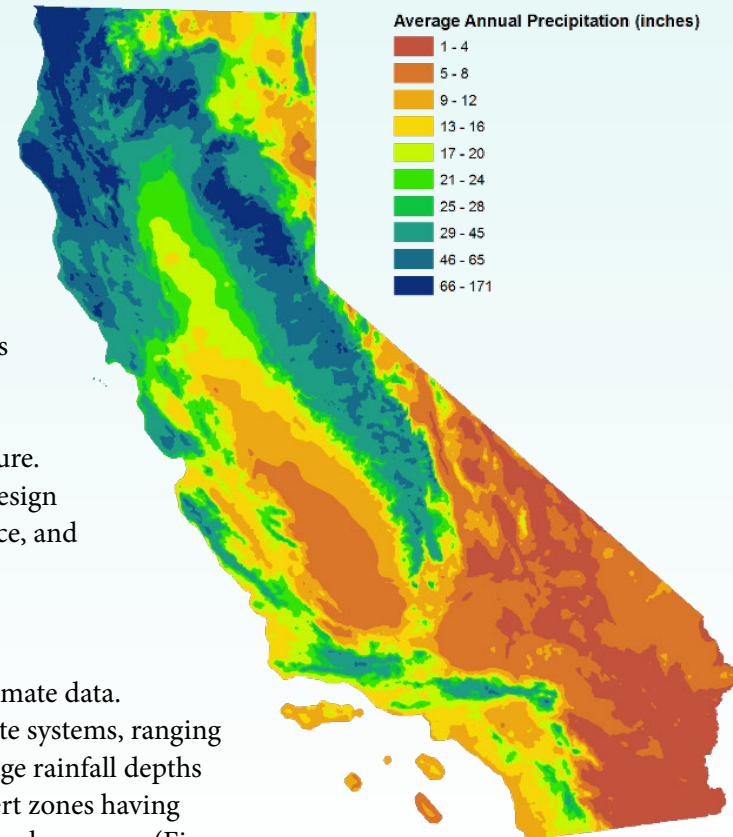 Average Annual Precipitation (inches)
1 - 4
5 - 8
9 - 12
13 - 16
17 - 20
21 - 24
25 - 28
29 - 45
46 - 65
66 - 171
s
ure.
esign
ce, and
mate data.
te systems, ranging
ge rainfall depths
ert zones having